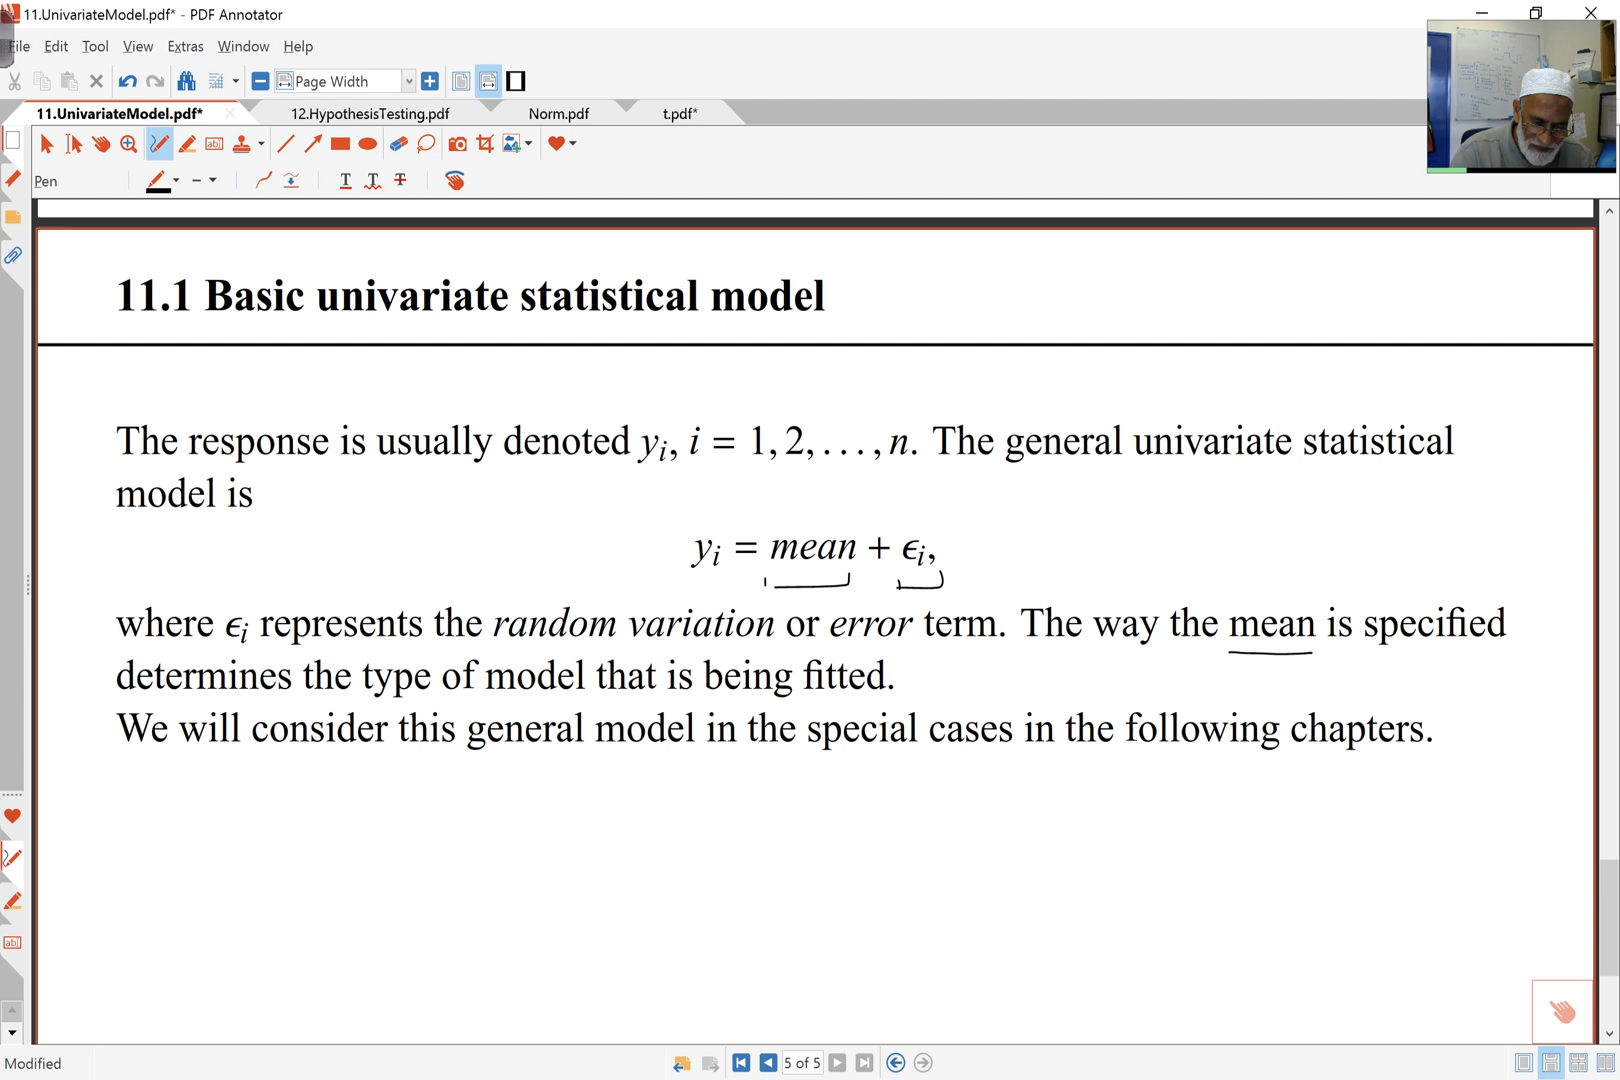 11.UnivariateModel.pdf* - PDF Annotator
File Edit Tool View Extras Window Help
Page Width
11.UnivariateModel.pdf* 12.HypothesisTesting.pdf Norm.pdf t.pdf*
Pen
11.1 Basic univariate statistical model
The response is usually denoted yᵢ, i = 1, 2, . . . , n. The general univariate statistical
model is
yᵢ = mean + ϵᵢ,
where ϵᵢ represents the random variation or error term. The way the mean is specified
determines the type of model that is being fitted.
We will consider this general model in the special cases in the following chapters.
Modified 5 of 5